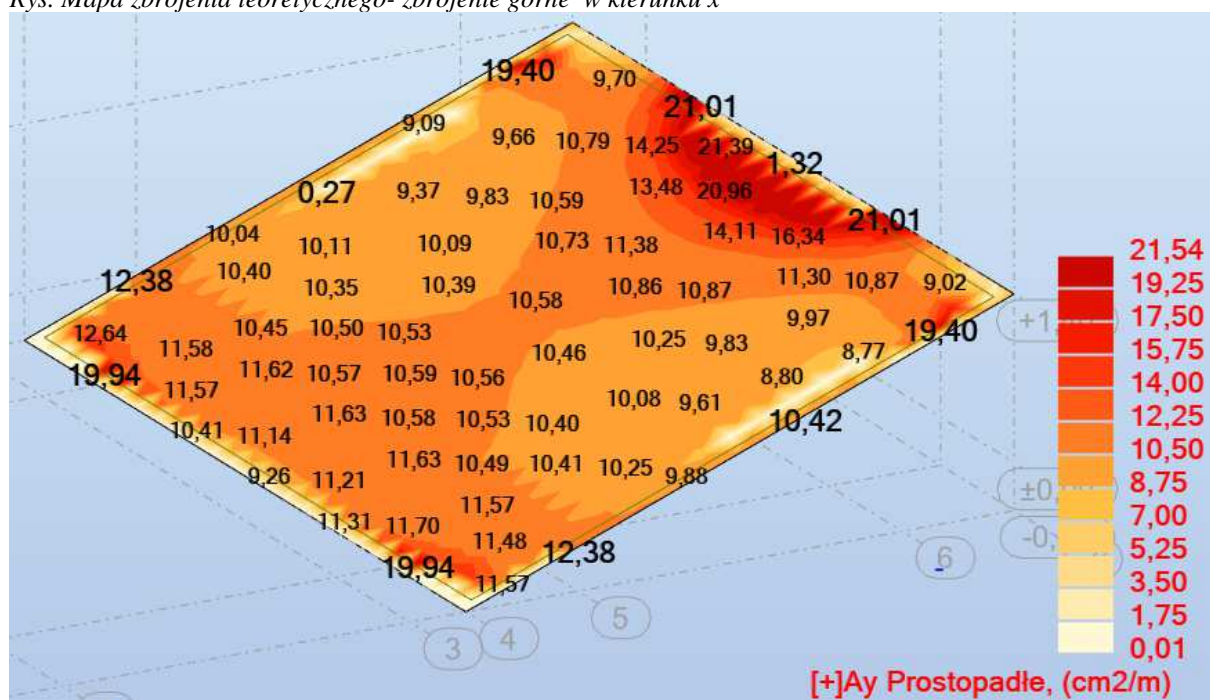 Rys. Mapa zbrojenia teoretycznego- zbrojenie górne w kierunku x
19,40 9,70
21,01
9,09
9,66 10,79 14,25 21,39
1,32
0,27 9,37 9,83 10,59 13,48 20,96
21,01
10,04 10,11 10,09 10,73 11,38 14,11 16,34
12,38 10,40 10,35 10,39 10,58 10,86 10,87 11,30 10,87 9,02
12,64 11,58 10,45 10,50 10,53 10,46 10,25 9,83 9,97 8,77 19,40
19,94 11,57 11,62 10,57 10,59 10,56 8,80
10,41 11,14 11,63 10,58 10,53 10,40 10,08 9,61 10,42
9,26 11,21 11,63 10,49 10,41 10,25 9,88
11,31 11,70 11,57
11,48 12,38
19,94 11,57
+1,
±0,
-0,
6
5
4
3
21,54
19,25
17,50
15,75
14,00
12,25
10,50
8,75
7,00
5,25
3,50
1,75
0,01
[+]Ay Prostopadłe, (cm2/m)